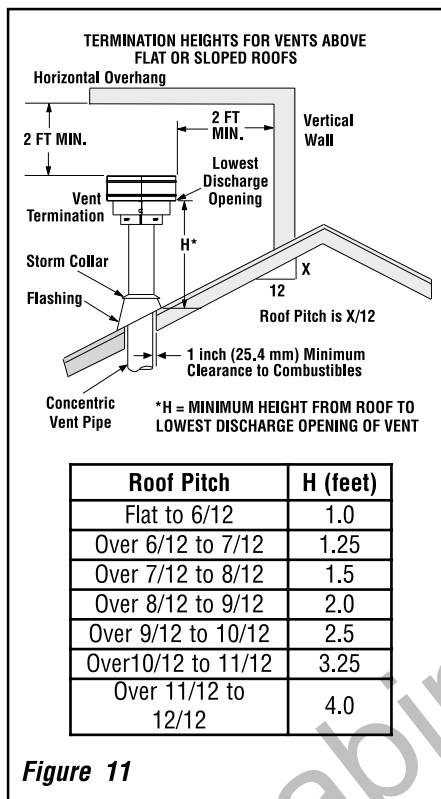 TERMINATION HEIGHTS FOR VENTS ABOVE
FLAT OR SLOPED ROOFS
Horizontal Overhang
2 FT MIN.
2 FT
MIN.
Vertical
Wall
Lowest
Discharge
Opening
Vent
Termination
H*
Storm Collar
Flashing
X
12
Roof Pitch is X/12
1 inch (25.4 mm) Minimum
Clearance to Combustibles
Concentric
Vent Pipe
*H = MINIMUM HEIGHT FROM ROOF TO
LOWEST DISCHARGE OPENING OF VENT
Roof Pitch H (feet)
Flat to 6/12 1.0
Over 6/12 to 7/12 1.25
Over 7/12 to 8/12 1.5
Over 8/12 to 9/12 2.0
Over 9/12 to 10/12 2.5
Over10/12 to 11/12 3.25
Over 11/12 to
12/12 4.0
Figure 11